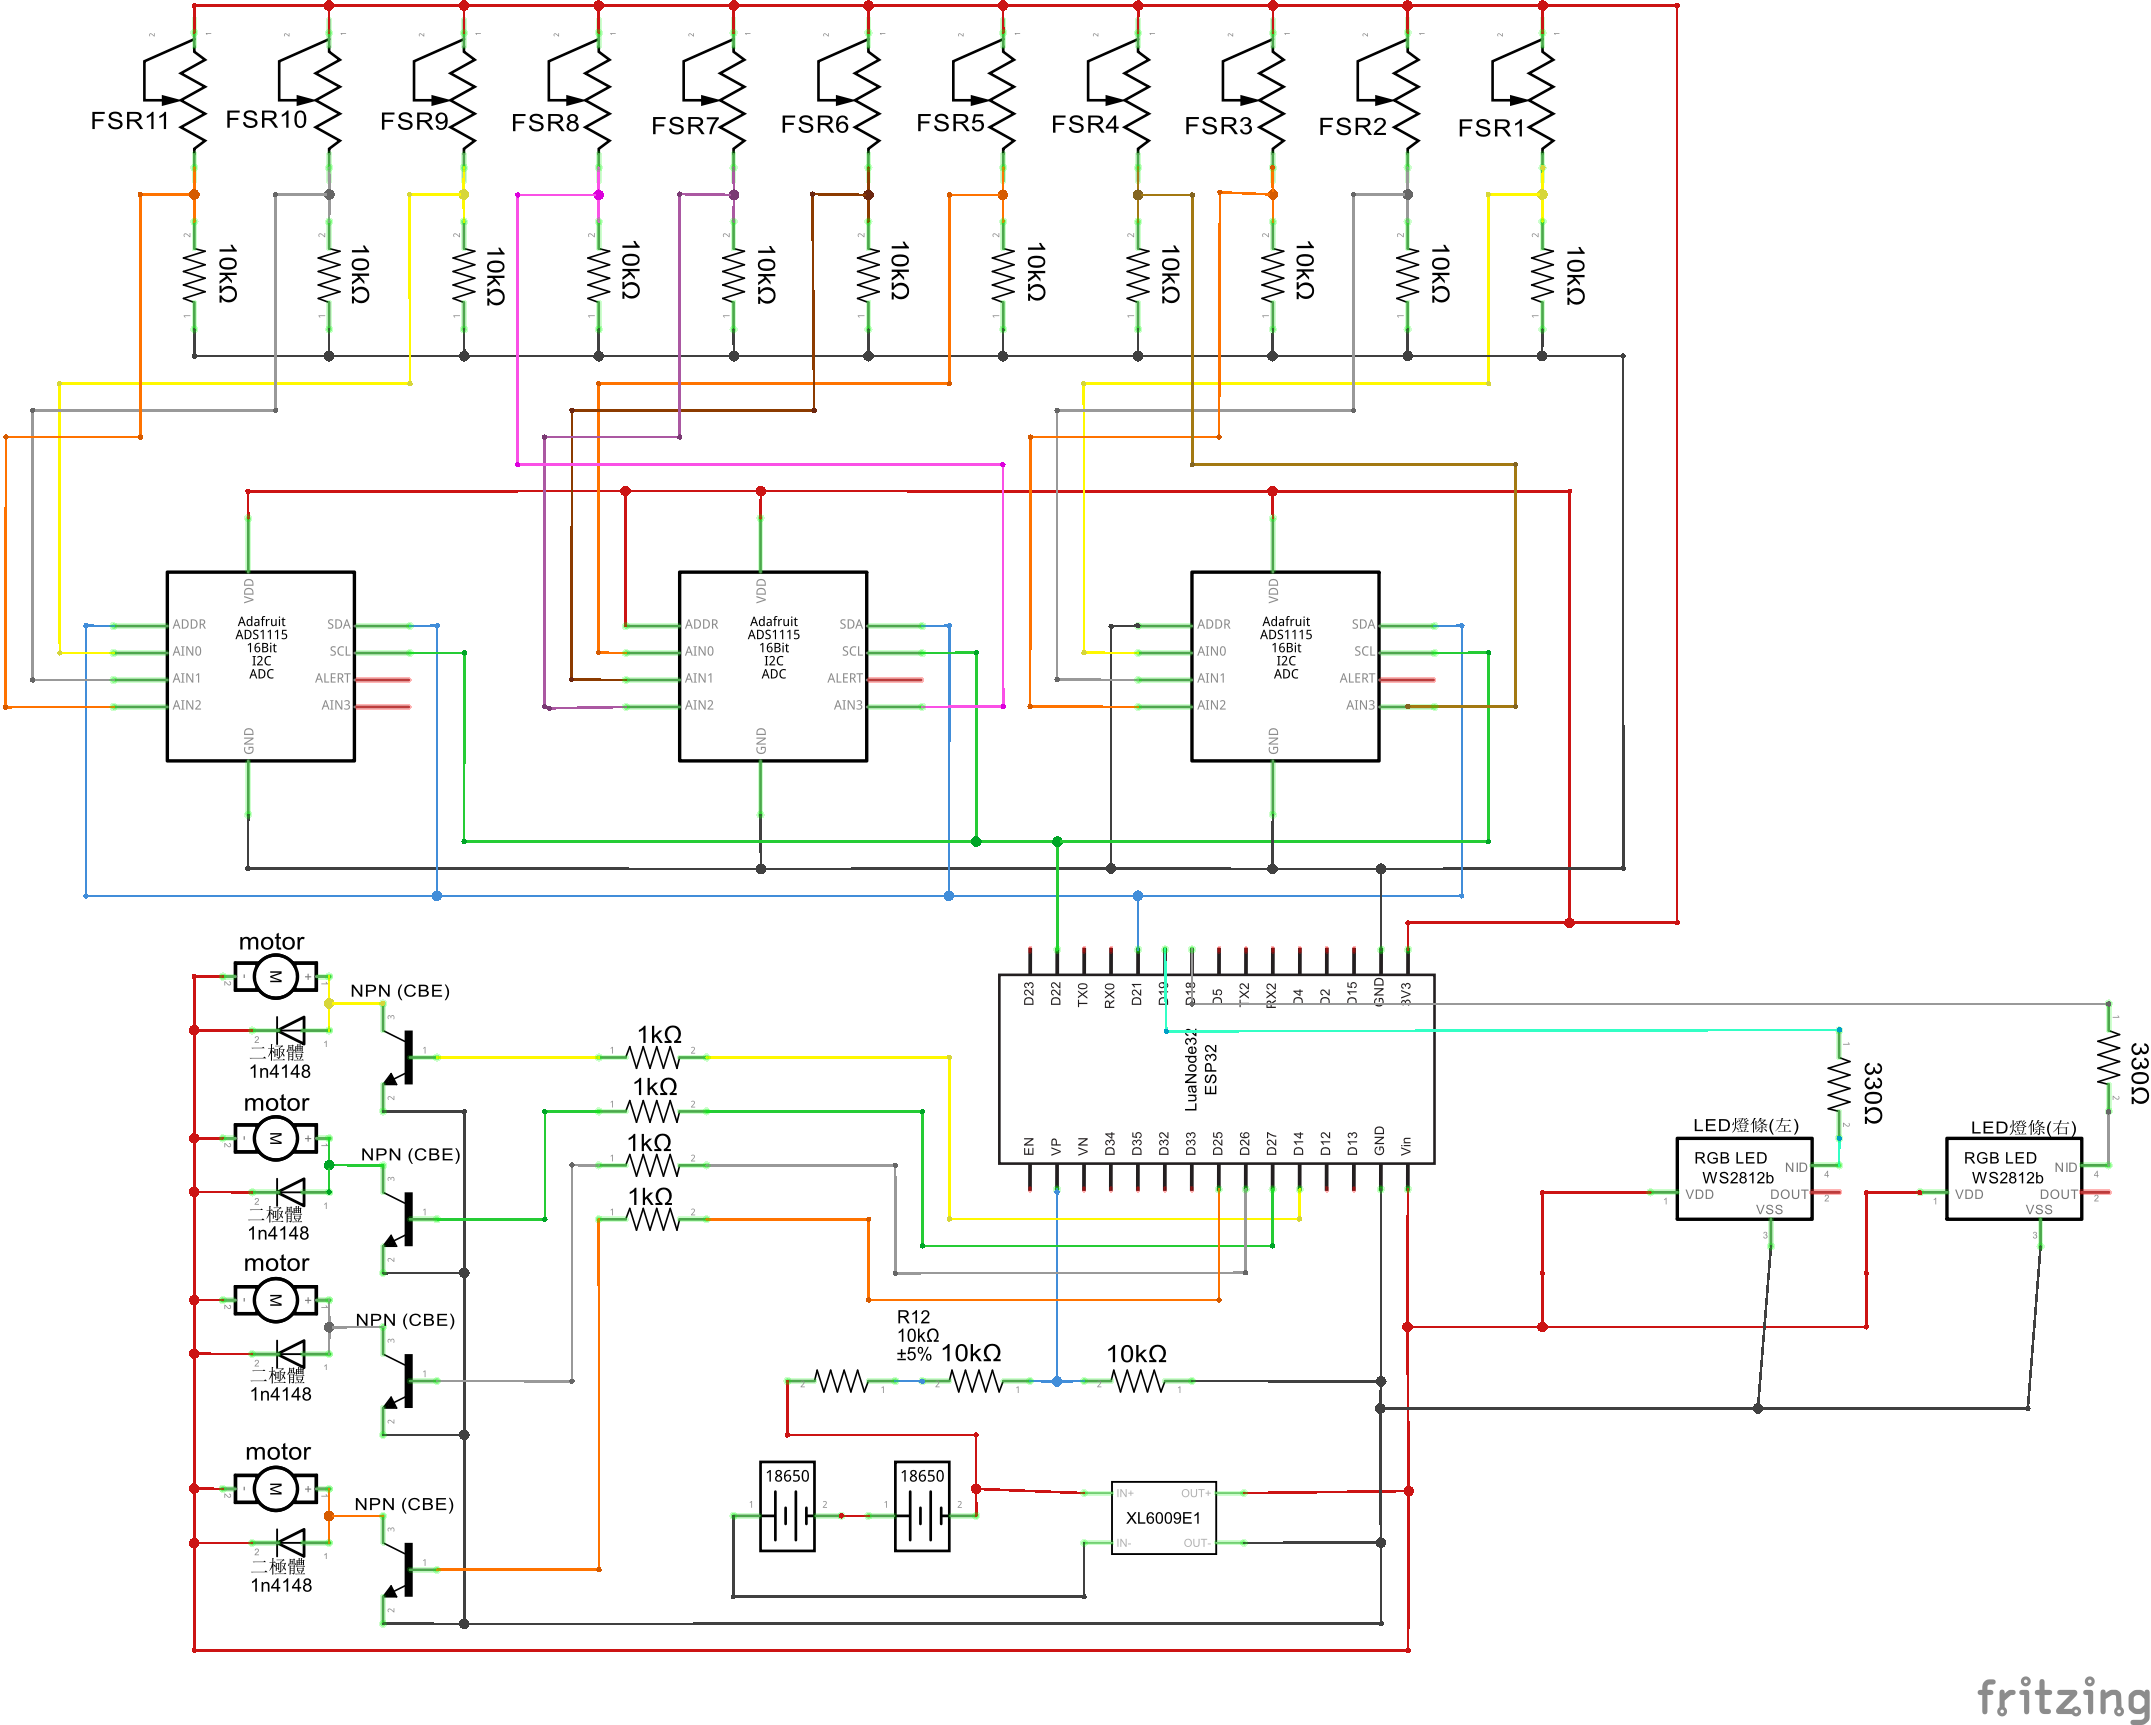 FSR11
FSR10
FSR9
FSR8
FSR7
FSR6
FSR5
FSR4
FSR3
FSR2
FSR1
10kΩ
10kΩ
10kΩ
10kΩ
10kΩ
10kΩ
10kΩ
10kΩ
10kΩ
10kΩ
10kΩ
VDD
ADDR
AIN0
AIN1
AIN2
Adafruit
ADS1115
16Bit
I2C
ADC
SDA
SCL
ALERT
AIN3
GND
VDD
ADDR
AIN0
AIN1
AIN2
Adafruit
ADS1115
16Bit
I2C
ADC
SDA
SCL
ALERT
AIN3
GND
VDD
ADDR
AIN0
AIN1
AIN2
Adafruit
ADS1115
16Bit
I2C
ADC
SDA
SCL
ALERT
AIN3
GND
motor
M
NPN (CBE)
二極體
1n4148
motor
M
NPN (CBE)
二極體
1n4148
motor
M
NPN (CBE)
二極體
1n4148
motor
M
NPN (CBE)
二極體
1n4148
1kΩ
1kΩ
1kΩ
1kΩ
D23
D22
TX0
RX0
D21
D19
D18
D5
TX2
RX2
D4
D2
D15
GND
3V3
LuaNode32
ESP32
EN
VP
VN
D34
D35
D32
D33
D25
D26
D27
D14
D12
D13
GND
Vin
330Ω
330Ω
LED燈條(左)
RGB LED
WS2812b
NID
VDD
DOUT
VSS
LED燈條(右)
RGB LED
WS2812b
NID
VDD
DOUT
VSS
R12
10kΩ
±5%
10kΩ
10kΩ
18650
18650
IN+
OUT+
XL6009E1
IN-
OUT-
fritzing